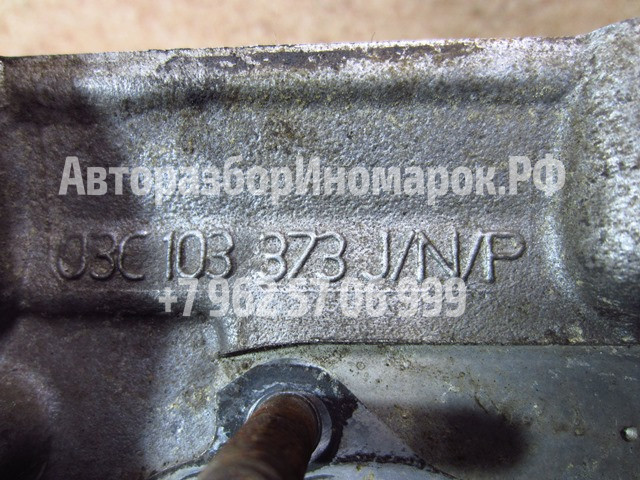 АвторазборИномарок.РФ
03C 103 373 J/N/P
+7 962 57 06 999